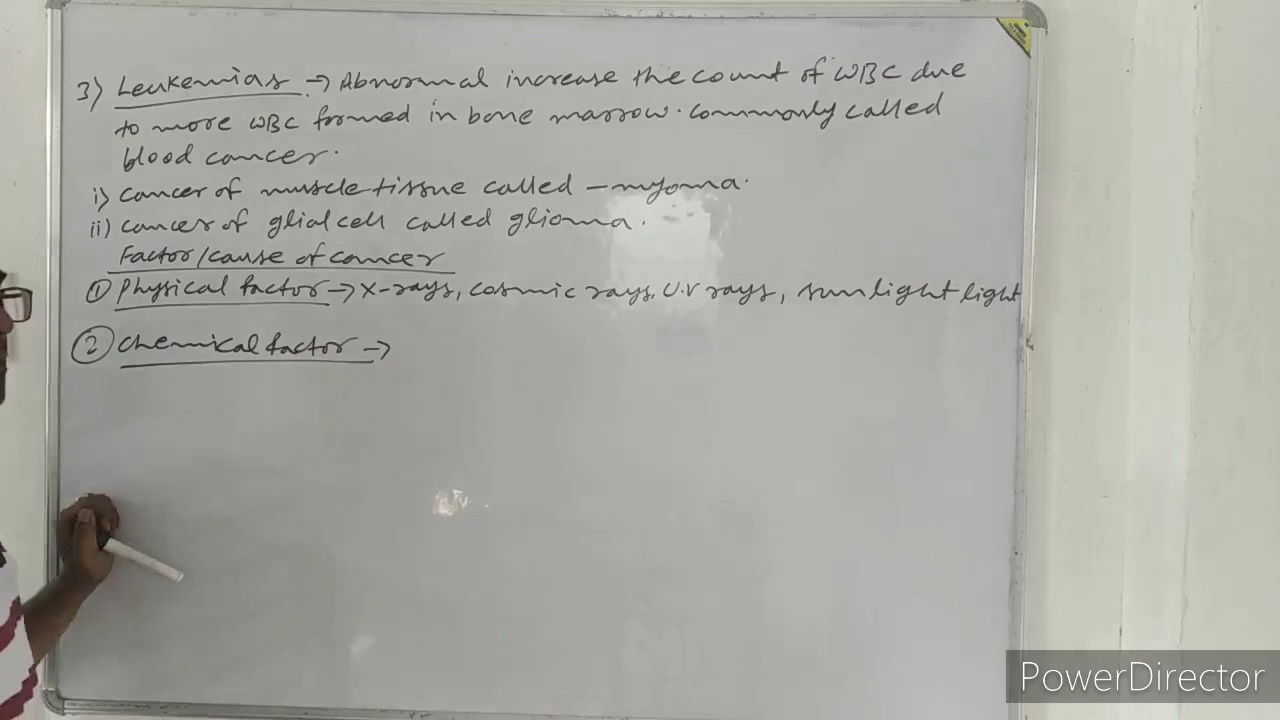 3) Leukemias → Abnormal increase the count of WBC due
to more WBC formed in bone marrow. commonly called
blood cancer.
i) cancer of muscle tissue called - myoma.
ii) cancer of glial cell called glioma.
Factor/cause of cancer
① Physical factor → X-rays, cosmic rays, U.V rays, sunlight light
② chemical factor →
PowerDirector